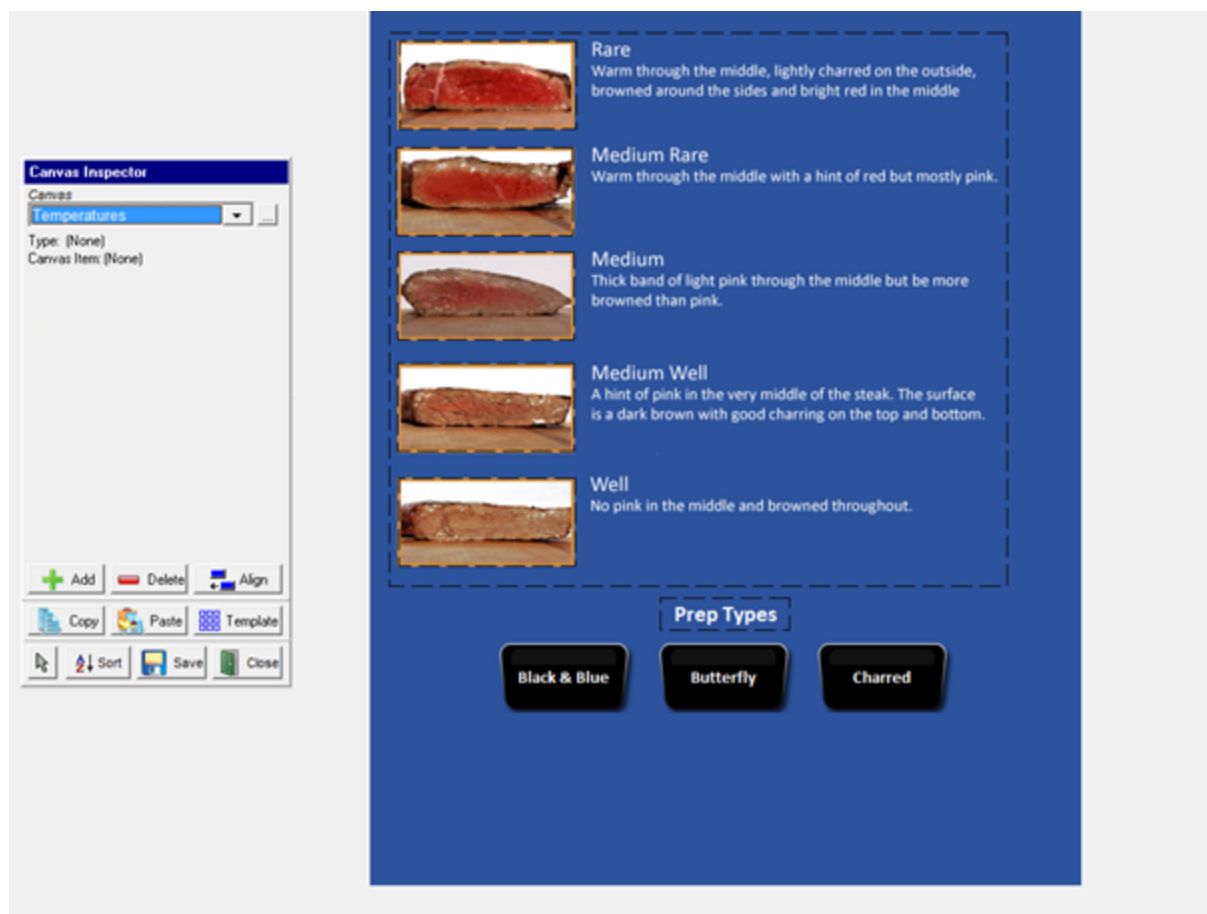 Canvas Inspector
Canvas
Temperatures
...
Type: (None)
Canvas Item: (None)
Add
Delete
Align
Copy
Paste
Template
Sort
Save
Close
Rare
Warm through the middle, lightly charred on the outside,
browned around the sides and bright red in the middle
Medium Rare
Warm through the middle with a hint of red but mostly pink.
Medium
Thick band of light pink through the middle but be more
browned than pink.
Medium Well
A hint of pink in the very middle of the steak. The surface
is a dark brown with good charring on the top and bottom.
Well
No pink in the middle and browned throughout.
Prep Types
Black & Blue
Butterfly
Charred